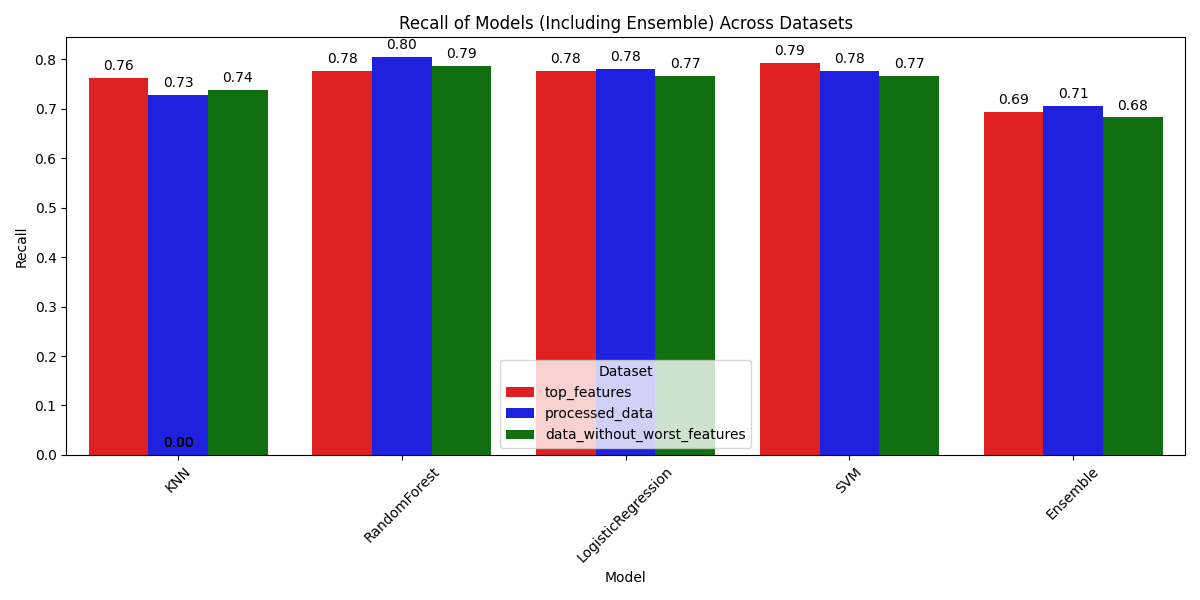 Recall of Models (Including Ensemble) Across Datasets
0.76 0.73 0.74 0.78 0.80 0.79 0.78 0.78 0.77 0.79 0.78 0.77 0.69 0.71 0.68
0.00
0.8
0.7
0.6
0.5
0.4
0.3
0.2
0.1
0.0
Recall
Dataset
top_features
processed_data
data_without_worst_features
KNN RandomForest LogisticRegression SVM Ensemble
Model